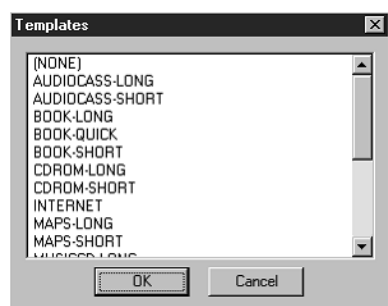 Templates
(NONE)
AUDIOCASS-LONG
AUDIOCASS-SHORT
BOOK-LONG
BOOK-QUICK
BOOK-SHORT
CDROM-LONG
CDROM-SHORT
INTERNET
MAPS-LONG
MAPS-SHORT
OK
Cancel